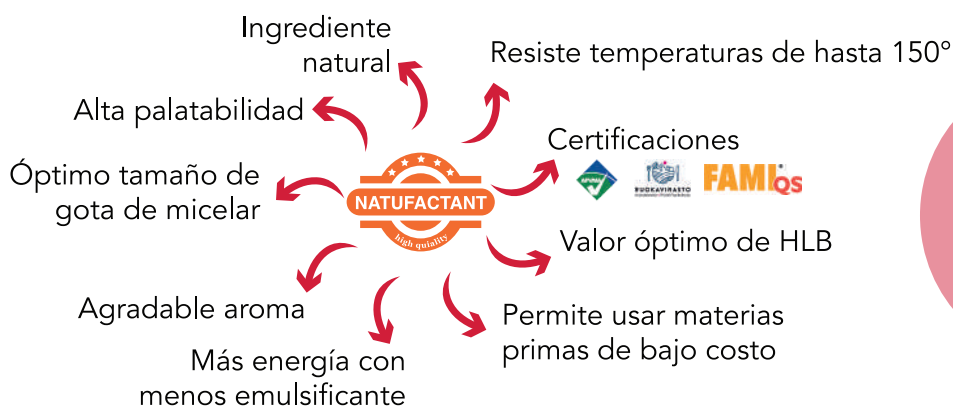 Ingrediente
natural
Resiste temperaturas de hasta 150°
Alta palatabilidad
Certificaciones
RUOKAVIRASTO
FAMI QS
Óptimo tamaño de
gota de micelar
NATUFACTANT
high quiality
Valor óptimo de HLB
Agradable aroma
Permite usar materias
primas de bajo costo
Más energía con
menos emulsificante